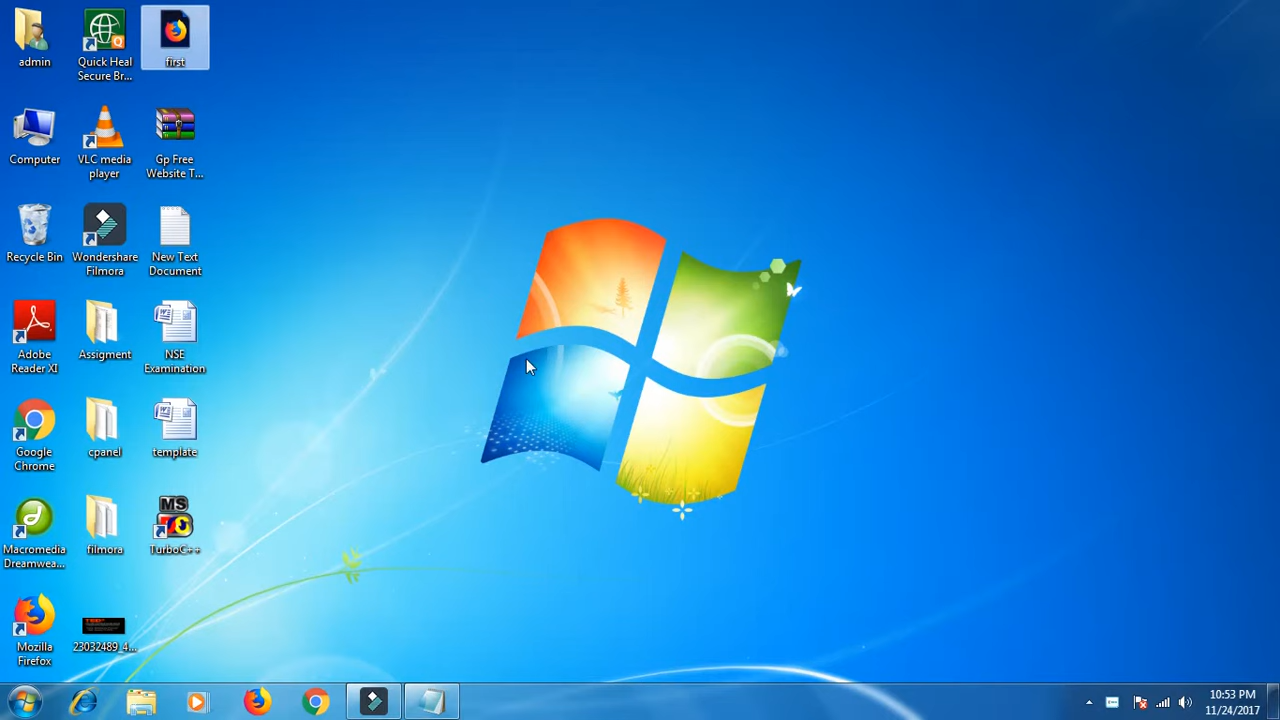 admin
Quick Heal
Secure Br...
first
Computer
VLC media
player
Gp Free
Website T...
Recycle Bin
Wondershare
Filmora
New Text
Document
Adobe
Reader XI
Assigment
NSE
Examination
Google
Chrome
cpanel
template
Macromedia
Dreamwea...
filmora
MS
TurboC++
Mozilla
Firefox
23032489_4...
10:53 PM
11/24/2017